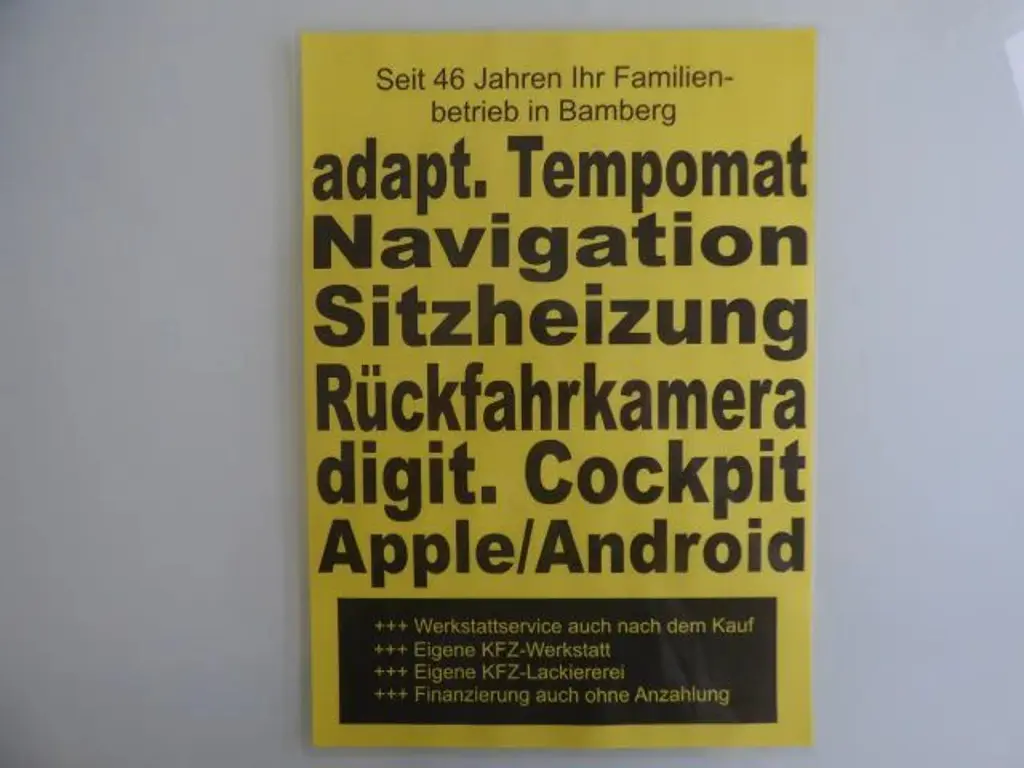 Seit 46 Jahren Ihr Familien-
betrieb in Bamberg
adapt. Tempomat
Navigation
Sitzheizung
Rückfahrkamera
digit. Cockpit
Apple/Android
+++ Werkstattservice auch nach dem Kauf
+++ Eigene KFZ-Werkstatt
+++ Eigene KFZ-Lackiererei
+++ Finanzierung auch ohne Anzahlung